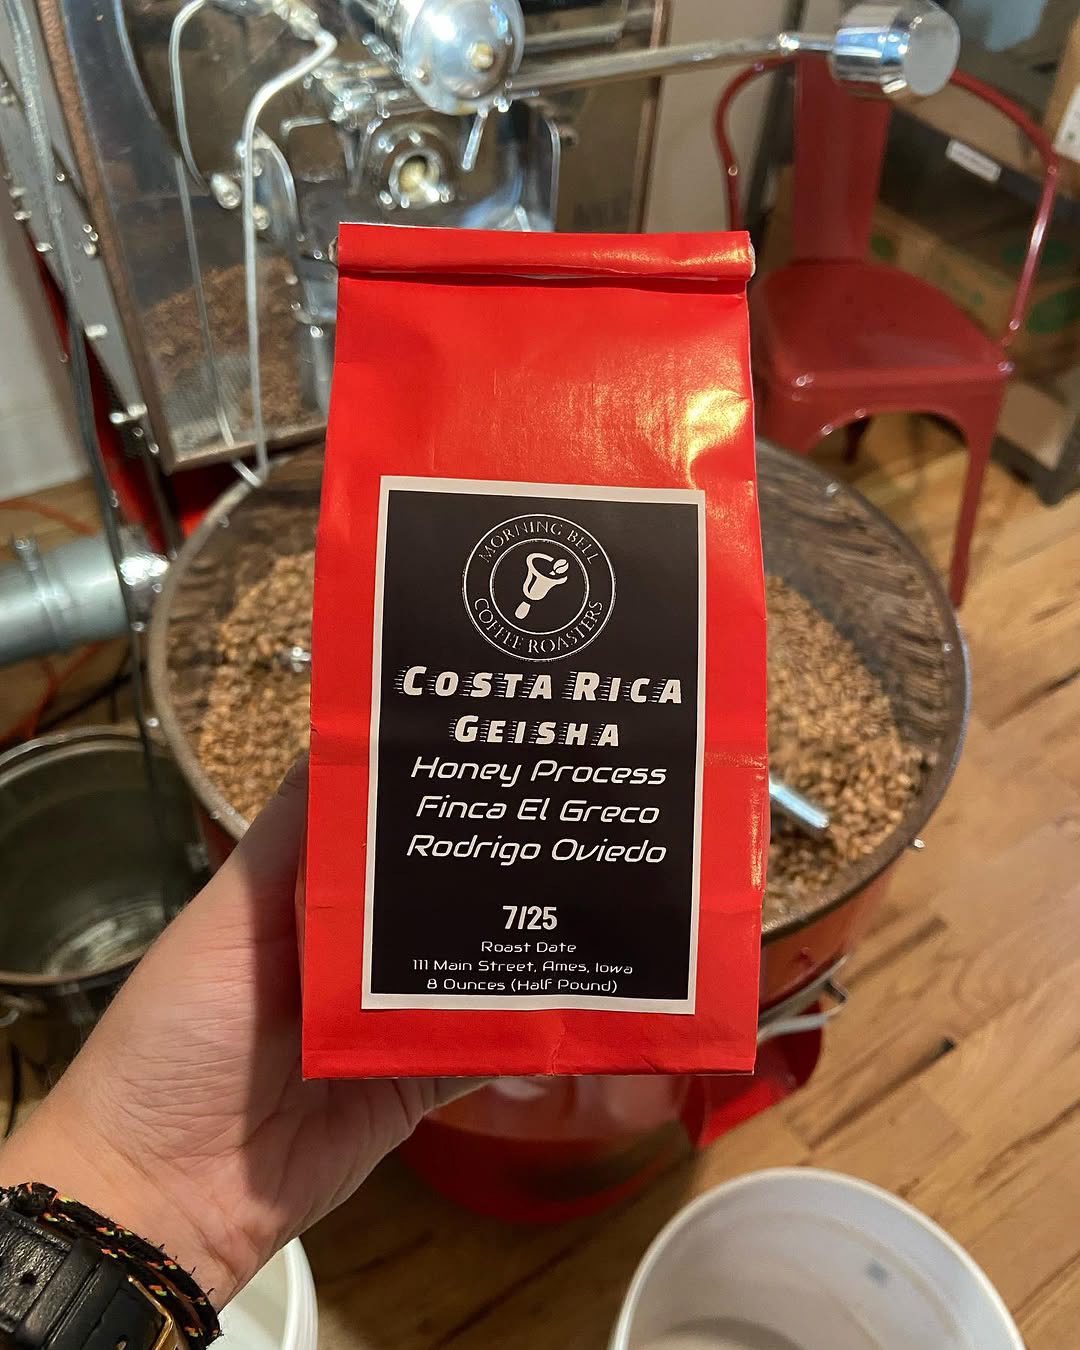 MORNING BELL
COFFEE ROASTERS
COSTA RICA
GEISHA
Honey Process
Finca El Greco
Rodrigo Oviedo
7/25
Roast Date
111 Main Street, Ames, Iowa
8 Ounces (Half Pound)